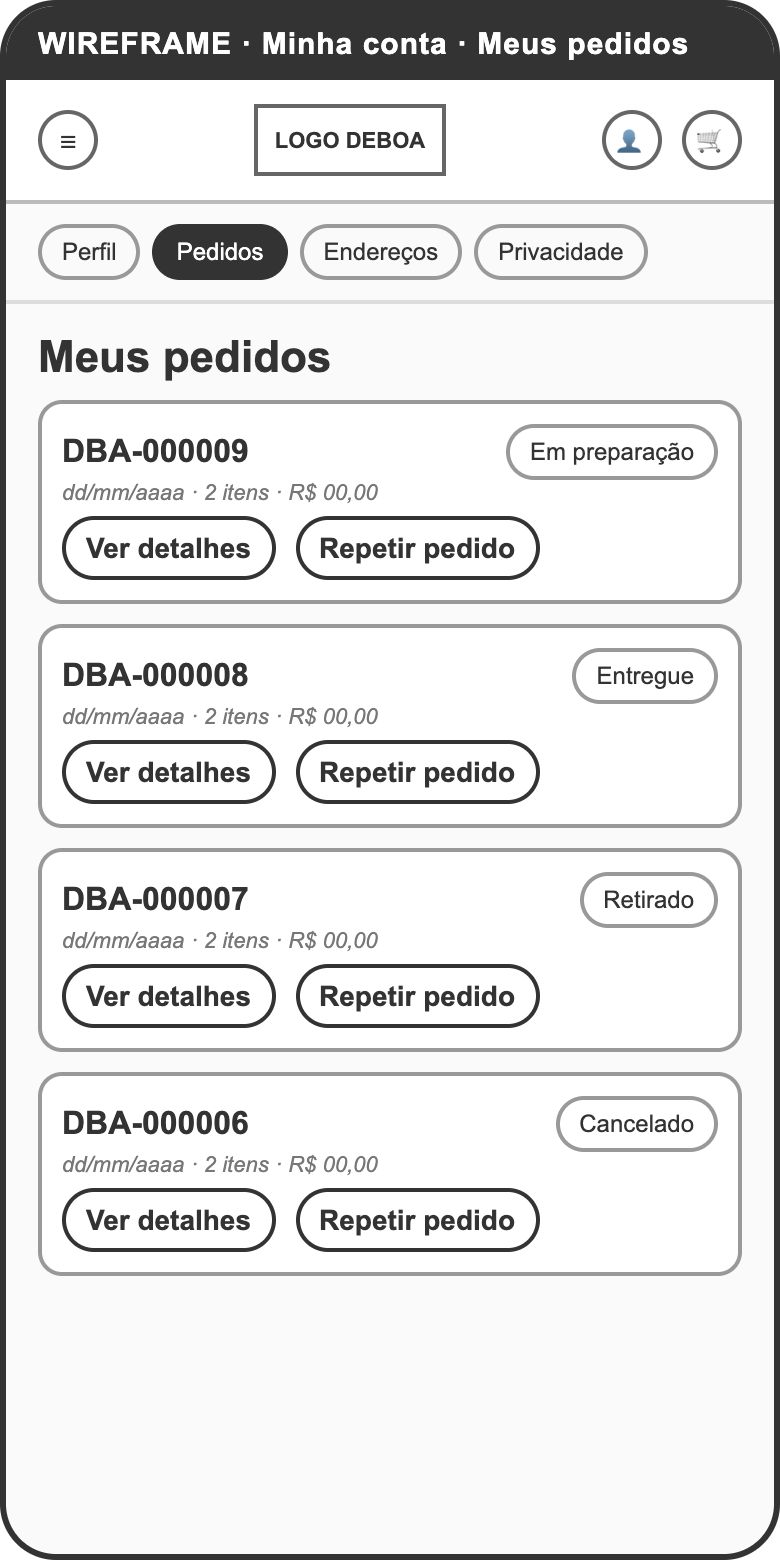 WIREFRAME · Minha conta · Meus pedidos
LOGO DEBOA
Perfil Pedidos Endereços Privacidade
Meus pedidos
DBA-000009 Em preparação
dd/mm/aaaa · 2 itens · R$ 00,00
Ver detalhes Repetir pedido
DBA-000008 Entregue
dd/mm/aaaa · 2 itens · R$ 00,00
Ver detalhes Repetir pedido
DBA-000007 Retirado
dd/mm/aaaa · 2 itens · R$ 00,00
Ver detalhes Repetir pedido
DBA-000006 Cancelado
dd/mm/aaaa · 2 itens · R$ 00,00
Ver detalhes Repetir pedido